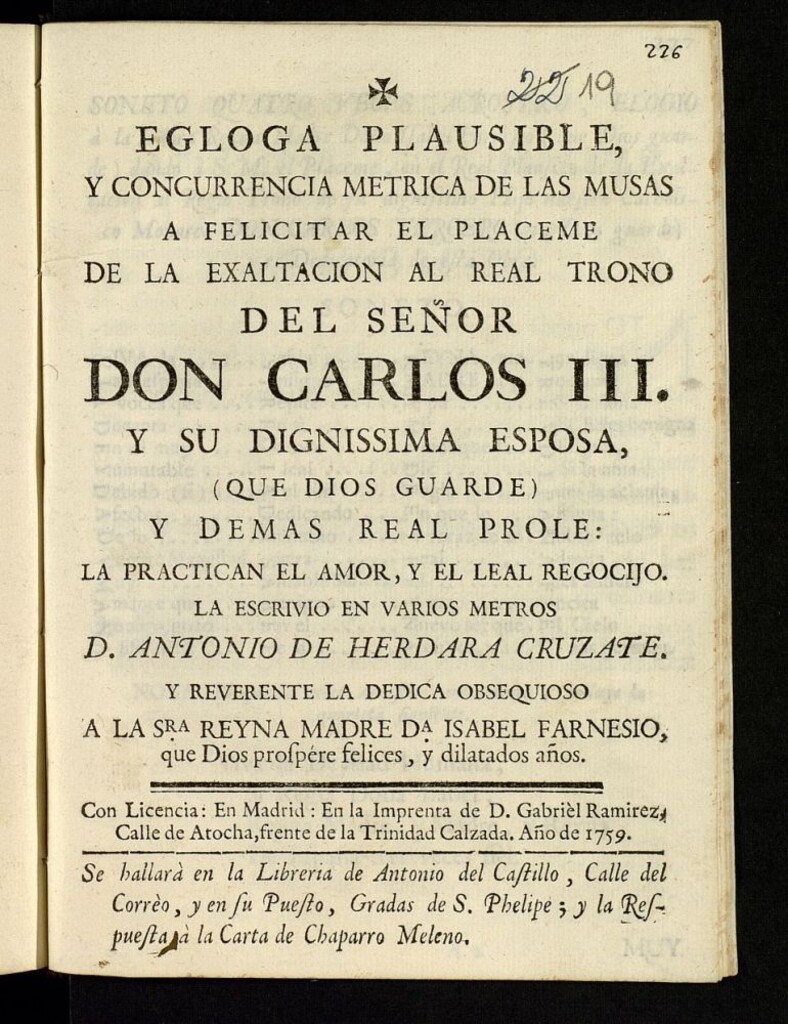 226
22 19
✠
EGLOGA PLAUSIBLE,
Y CONCURRENCIA METRICA DE LAS MUSAS
A FELICITAR EL PLACEME
DE LA EXALTACION AL REAL TRONO
DEL SEÑOR
DON CARLOS III.
Y SU DIGNISSIMA ESPOSA,
(QUE DIOS GUARDE)
Y DEMAS REAL PROLE:
LA PRACTICAN EL AMOR, Y EL LEAL REGOCIJO.
LA ESCRIVIO EN VARIOS METROS
D. ANTONIO DE HERDARA CRUZATE.
Y REVERENTE LA DEDICA OBSEQUIOSO
A LA SRA REYNA MADRE DA ISABEL FARNESIO,
que Dios proſpére felices, y dilatados años.
Con Licencia: En Madrid: En la Imprenta de D. Gabrièl Ramirez,
Calle de Atocha, frente de la Trinidad Calzada. Año de 1759.
Se hallarà en la Libreria de Antonio del Caſtillo, Calle del
Corrèo, y en ſu Pueſto, Gradas de S. Phelipe; y la Reſ-
pueſta à la Carta de Chaparro Meleno.